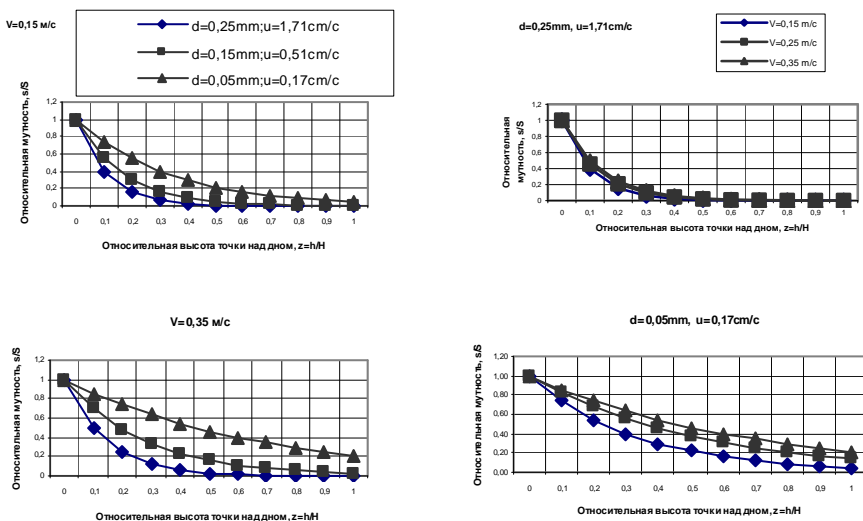 V=0,15 м/с
d=0,25mm;u=1,71cm/c
d=0,15mm;u=0,51cm/c
d=0,05mm;u=0,17cm/c
Относительная мутность, s/S
1,2
1
0,8
0,6
0,4
0,2
0
0 0,1 0,2 0,3 0,4 0,5 0,6 0,7 0,8 0,9 1
Относительная высота точки над дном, z=h/H
d=0,25mm, u=1,71cm/c
V=0,15 m/c
V=0,25 m/c
V=0,35 m/c
Относительная
мутность, s/S
1,2
1
0,8
0,6
0,4
0,2
0
0 0,1 0,2 0,3 0,4 0,5 0,6 0,7 0,8 0,9 1
Относительная высота точки над дном, z=h/H
V=0,35 м/с
Относительная мутность, s/S
1,2
1
0,8
0,6
0,4
0,2
0
0 0,1 0,2 0,3 0,4 0,5 0,6 0,7 0,8 0,9 1
Относительная высота точки над дном, z=h/H
d=0,05mm, u=0,17cm/c
Относительная мутность, s/S
1,20
1,00
0,80
0,60
0,40
0,20
0,00
0 0,1 0,2 0,3 0,4 0,5 0,6 0,7 0,8 0,9 1
Относительная высота точки над дном, z=h/H